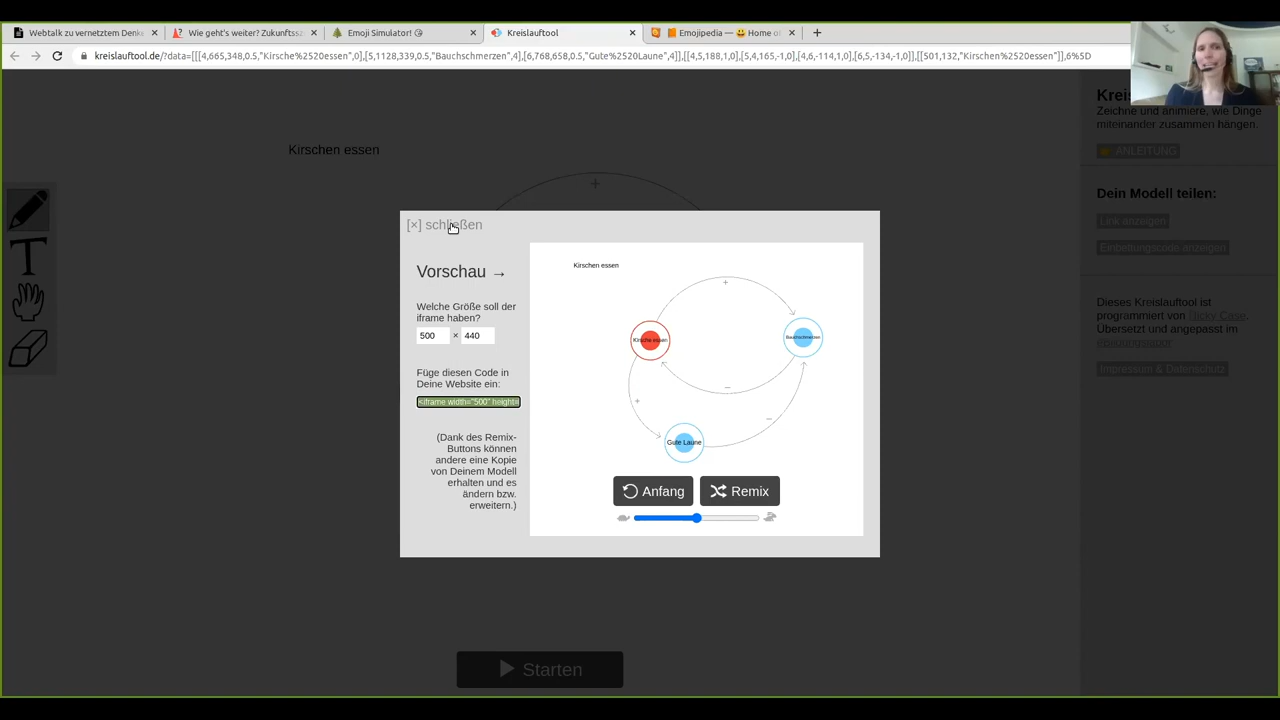 Webtalk zu vernetztem Denk
Wie geht's weiter? Zukunftssz
Emoji Simulator! 😘
Kreislauftool
Emojipedia — 😃 Home of
kreislauftool.de/?data=[[[4,665,348,0.5,"Kirsche%2520essen",0],[5,1128,339,0.5,"Bauchschmerzen",4],[6,768,658,0.5,"Gute%2520Laune",4]],[[4,5,188,1,0],[5,4,165,-1,0],[4,6,-114,1,0],[6,5,-134,-1,0]],[[501,132,"Kirschen%2520essen"]],6%5D
Kreis
Zeichne und animiere, wie Dinge
miteinander zusammen hängen.
ANLEITUNG
Dein Modell teilen:
Link anzeigen
Einbettungscode anzeigen
Dieses Kreislauftool ist
programmiert von Nicky Case.
Übersetzt und angepasst im
Impressum & Datenschutz
Kirschen essen
+
[×] schließen
Vorschau →
Welche Größe soll der
iframe haben?
500 × 440
Füge diesen Code in
Deine Website ein:
<iframe width="500" height=
(Dank des Remix-
Buttons können
andere eine Kopie
von Deinem Modell
erhalten und es
ändern bzw.
erweitern.)
Kirschen essen
+
Kirsche essen
Bauchschmerzen
−
+
−
Gute Laune
Anfang
Remix
Starten